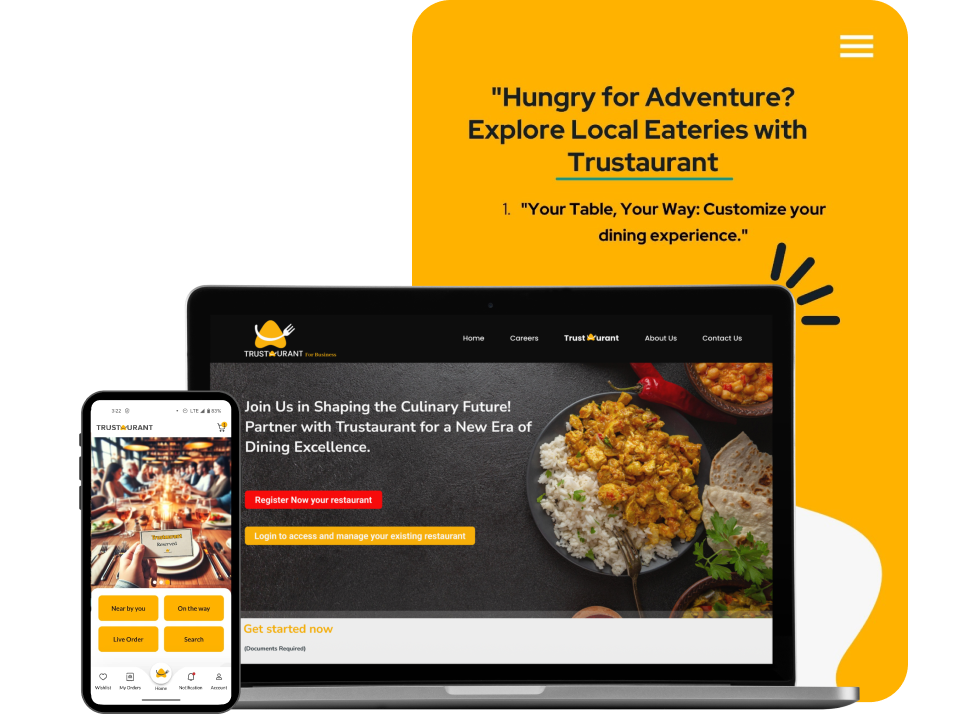 "Hungry for Adventure?
Explore Local Eateries with
Trustaurant
1. "Your Table, Your Way: Customize your
dining experience."
TRUSTAURANT For Business
Home Careers Trustaurant About Us Contact Us
Join Us in Shaping the Culinary Future!
Partner with Trustaurant for a New Era of
Dining Excellence.
Register Now your restaurant
Login to access and manage your existing restaurant
Get started now
(Documents Required)
3:22 LTE 83%
TRUSTAURANT
Trustaurant
Reserved
Near by you On the way
Live Order Search
Wishlist My Orders Home Notification Account